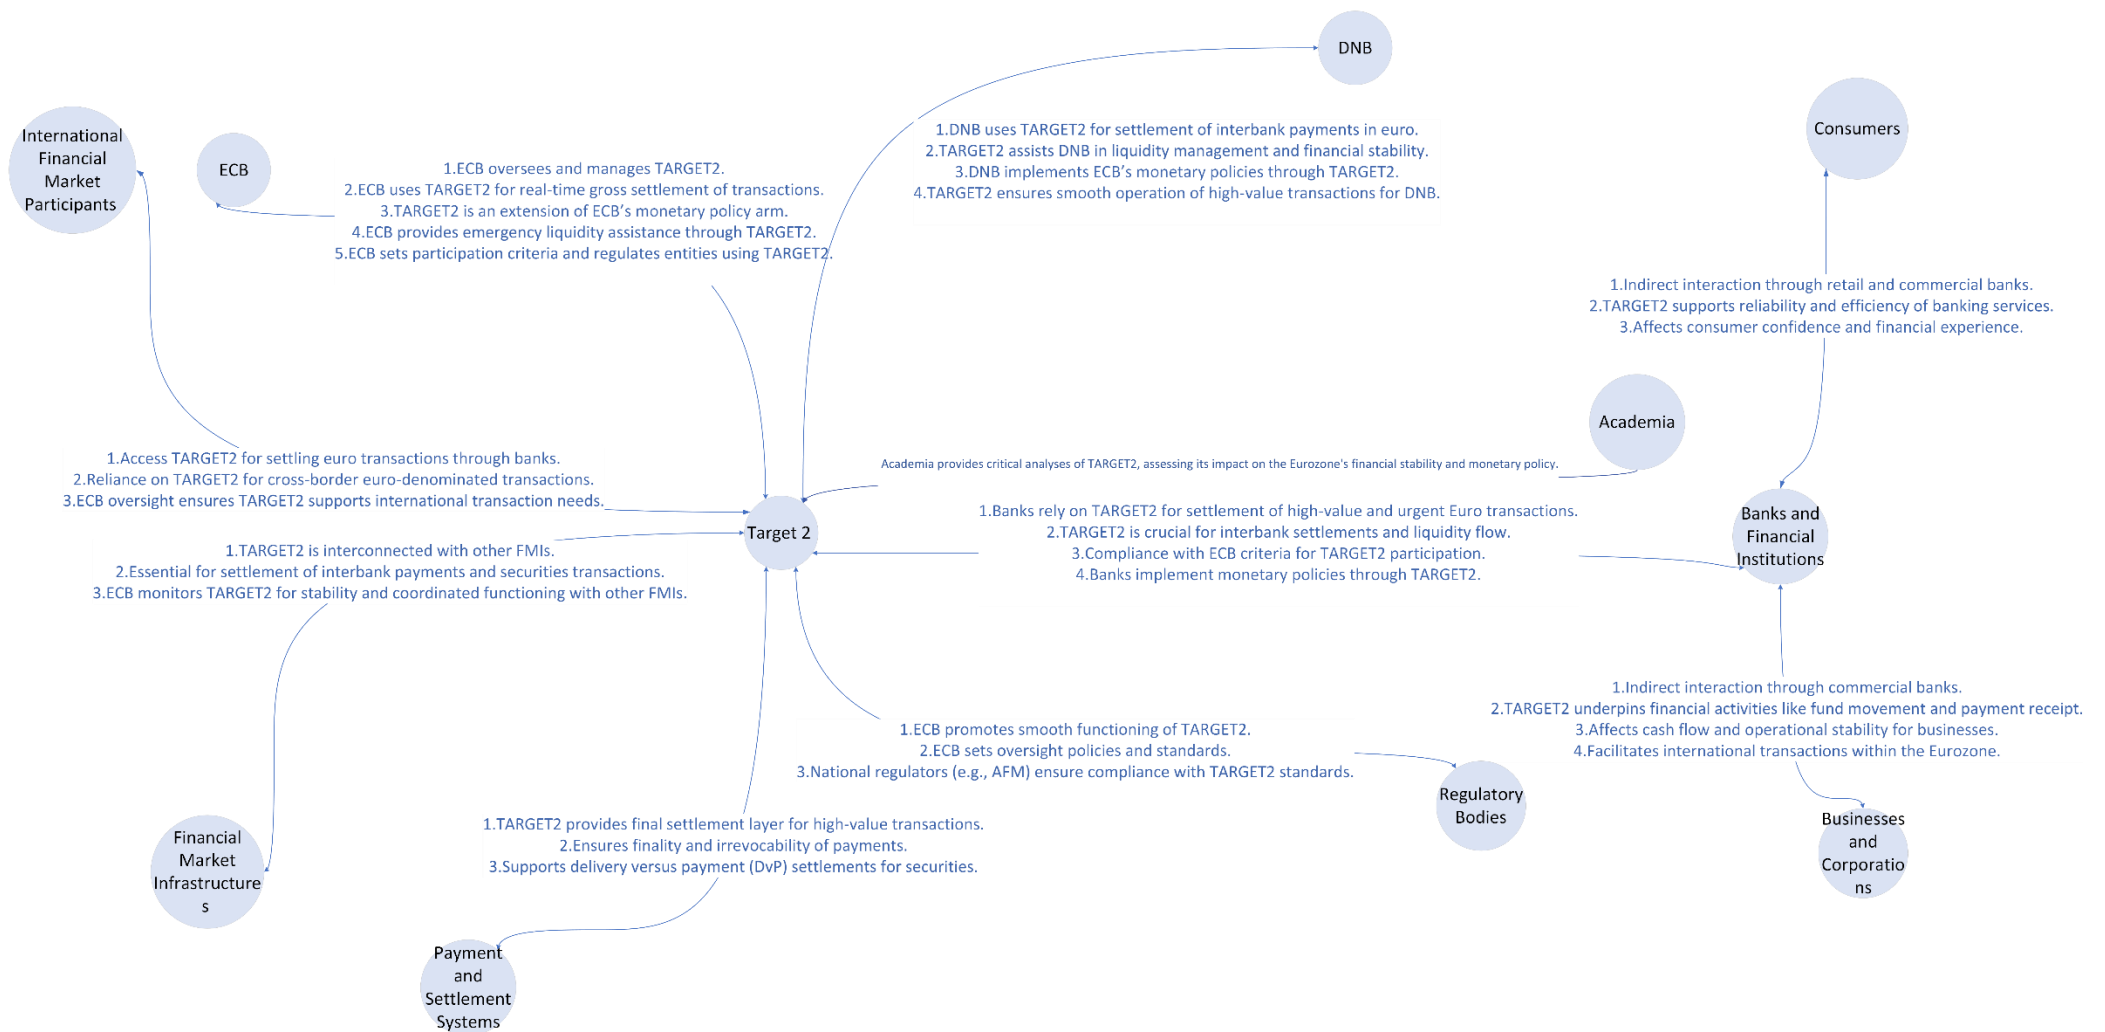 DNB
International
Financial
Market
Participants
ECB
Consumers
1.ECB oversees and manages TARGET2.
2.ECB uses TARGET2 for real-time gross settlement of transactions.
3.TARGET2 is an extension of ECB’s monetary policy arm.
4.ECB provides emergency liquidity assistance through TARGET2.
5.ECB sets participation criteria and regulates entities using TARGET2.
1.DNB uses TARGET2 for settlement of interbank payments in euro.
2.TARGET2 assists DNB in liquidity management and financial stability.
3.DNB implements ECB’s monetary policies through TARGET2.
4.TARGET2 ensures smooth operation of high-value transactions for DNB.
1.Indirect interaction through retail and commercial banks.
2.TARGET2 supports reliability and efficiency of banking services.
3.Affects consumer confidence and financial experience.
Academia
1.Access TARGET2 for settling euro transactions through banks.
2.Reliance on TARGET2 for cross-border euro-denominated transactions.
3.ECB oversight ensures TARGET2 supports international transaction needs.
Academia provides critical analyses of TARGET2, assessing its impact on the Eurozone's financial stability and monetary policy.
Target 2
1.Banks rely on TARGET2 for settlement of high-value and urgent Euro transactions.
2.TARGET2 is crucial for interbank settlements and liquidity flow.
3.Compliance with ECB criteria for TARGET2 participation.
4.Banks implement monetary policies through TARGET2.
Banks and
Financial
Institutions
1.TARGET2 is interconnected with other FMIs.
2.Essential for settlement of interbank payments and securities transactions.
3.ECB monitors TARGET2 for stability and coordinated functioning with other FMIs.
1.Indirect interaction through commercial banks.
2.TARGET2 underpins financial activities like fund movement and payment receipt.
3.Affects cash flow and operational stability for businesses.
4.Facilitates international transactions within the Eurozone.
1.ECB promotes smooth functioning of TARGET2.
2.ECB sets oversight policies and standards.
3.National regulators (e.g., AFM) ensure compliance with TARGET2 standards.
Regulatory
Bodies
1.TARGET2 provides final settlement layer for high-value transactions.
2.Ensures finality and irrevocability of payments.
3.Supports delivery versus payment (DvP) settlements for securities.
Financial
Market
Infrastructure
s
Businesses
and
Corporatio
ns
Payment
and
Settlement
Systems